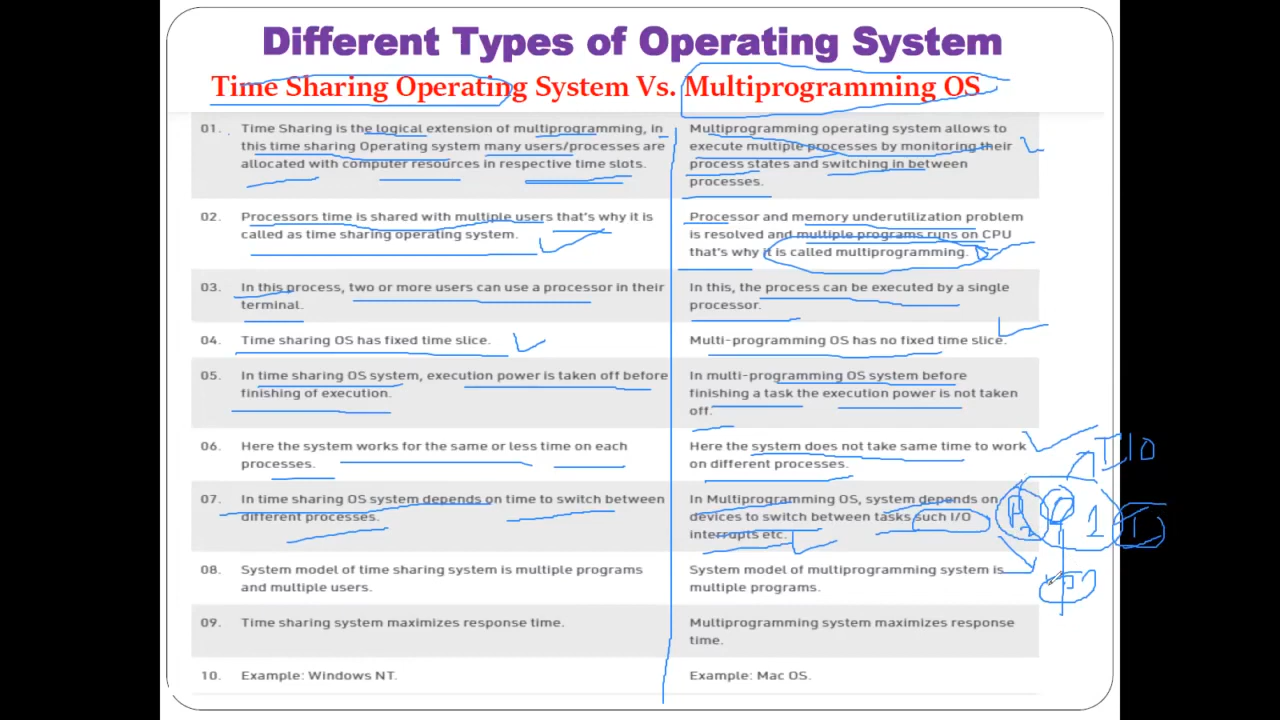 Different Types of Operating System
Time Sharing Operating System Vs. Multiprogramming OS
01. Time Sharing is the logical extension of multiprogramming, in
this time sharing Operating system many users/processes are
allocated with computer resources in respective time slots.
Multiprogramming operating system allows to
execute multiple processes by monitoring their
process states and switching in between
processes.
02. Processors time is shared with multiple users that's why it is
called as time sharing operating system.
Processor and memory underutilization problem
is resolved and multiple programs runs on CPU
that's why it is called multiprogramming.
03. In this process, two or more users can use a processor in their
terminal.
In this, the process can be executed by a single
processor.
04. Time sharing OS has fixed time slice.
Multi-programming OS has no fixed time slice.
05. In time sharing OS system, execution power is taken off before
finishing of execution.
In multi-programming OS system before
finishing a task the execution power is not taken
off.
06. Here the system works for the same or less time on each
processes.
Here the system does not take same time to work
on different processes.
I/O
07. In time sharing OS system depends on time to switch between
different processes.
In Multiprogramming OS, system depends on
devices to switch between tasks such I/O
interrupts etc.
P2
1
08. System model of time sharing system is multiple programs
and multiple users.
System model of multiprogramming system is
multiple programs.
09. Time sharing system maximizes response time.
Multiprogramming system maximizes response
time.
10. Example: Windows NT.
Example: Mac OS.